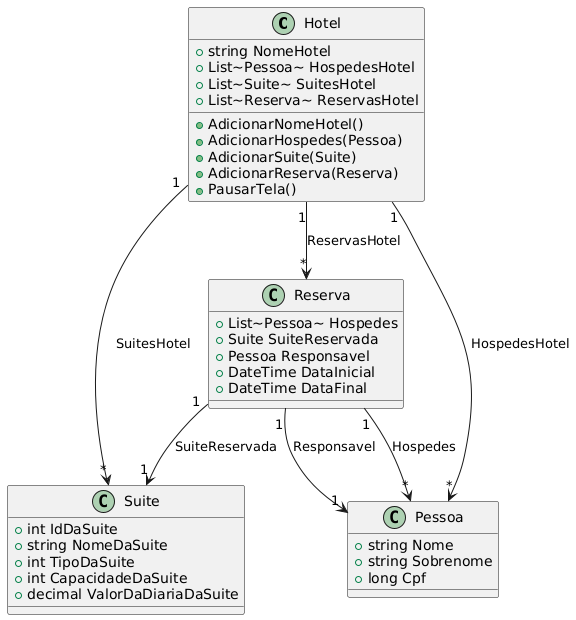 C Hotel
string NomeHotel
List~Pessoa~ HospedesHotel
List~Suite~ SuitesHotel
List~Reserva~ ReservasHotel
AdicionarNomeHotel()
AdicionarHospedes(Pessoa)
AdicionarSuite(Suite)
AdicionarReserva(Reserva)
PausarTela()
1
1
1
ReservasHotel
*
C Reserva
List~Pessoa~ Hospedes
Suite SuiteReservada
Pessoa Responsavel
DateTime DataInicial
DateTime DataFinal
SuitesHotel
HospedesHotel
1
1
1
SuiteReservada
Responsavel
Hospedes
*
1
1
*
*
C Suite
int IdDaSuite
string NomeDaSuite
int TipoDaSuite
int CapacidadeDaSuite
decimal ValorDaDiariaDaSuite
C Pessoa
string Nome
string Sobrenome
long Cpf